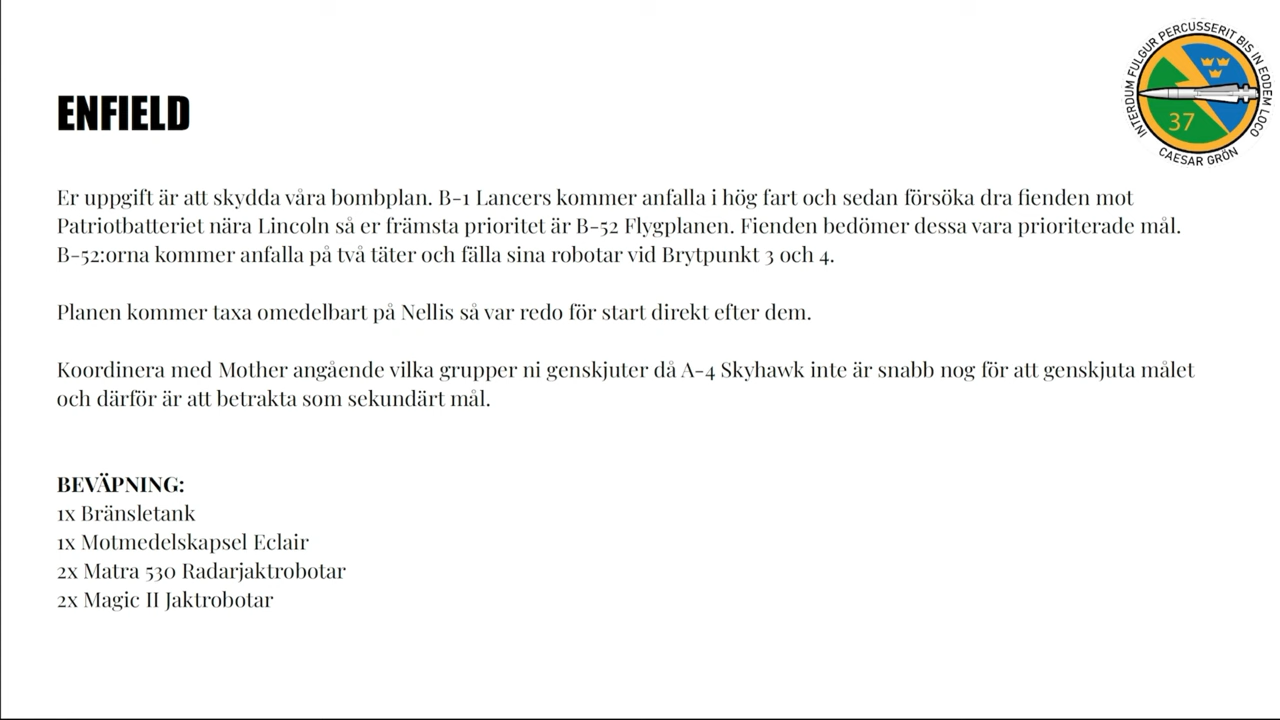 INTERDUM FULGUR PERCUSSERIT BIS IN EODEM LOCO
37
CAESAR GRÖN
ENFIELD
Er uppgift är att skydda våra bombplan. B-1 Lancers kommer anfalla i hög fart och sedan försöka dra fienden mot
Patriotbatteriet nära Lincoln så er främsta prioritet är B-52 Flygplanen. Fienden bedömer dessa vara prioriterade mål.
B-52:orna kommer anfalla på två täter och fälla sina robotar vid Brytpunkt 3 och 4.
Planen kommer taxa omedelbart på Nellis så var redo för start direkt efter dem.
Koordinera med Mother angående vilka grupper ni genskjuter då A-4 Skyhawk inte är snabb nog för att genskjuta målet
och därför är att betrakta som sekundärt mål.
BEVÄPNING:
1x Bränsletank
1x Motmedelskapsel Eclair
2x Matra 530 Radarjaktrobotar
2x Magic II Jaktrobotar